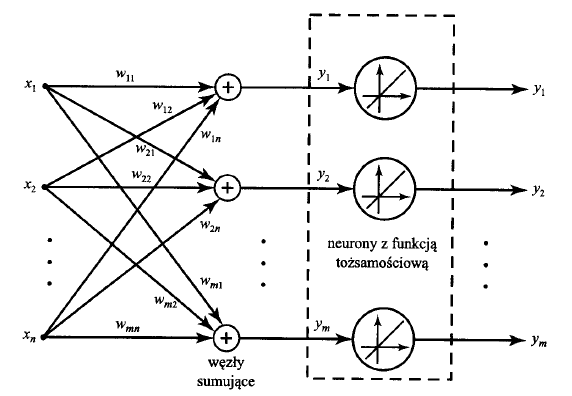 x₁ w₁₁ + y₁ y₁
w₁₂
w₁ₙ
w₂₁
x₂ w₂₂ + y₂ y₂
w₂ₙ
neurony z funkcją
tożsamościową
wₘ₁
wₘ₂
xₙ wₘₙ + yₘ yₘ
węzły
sumujące